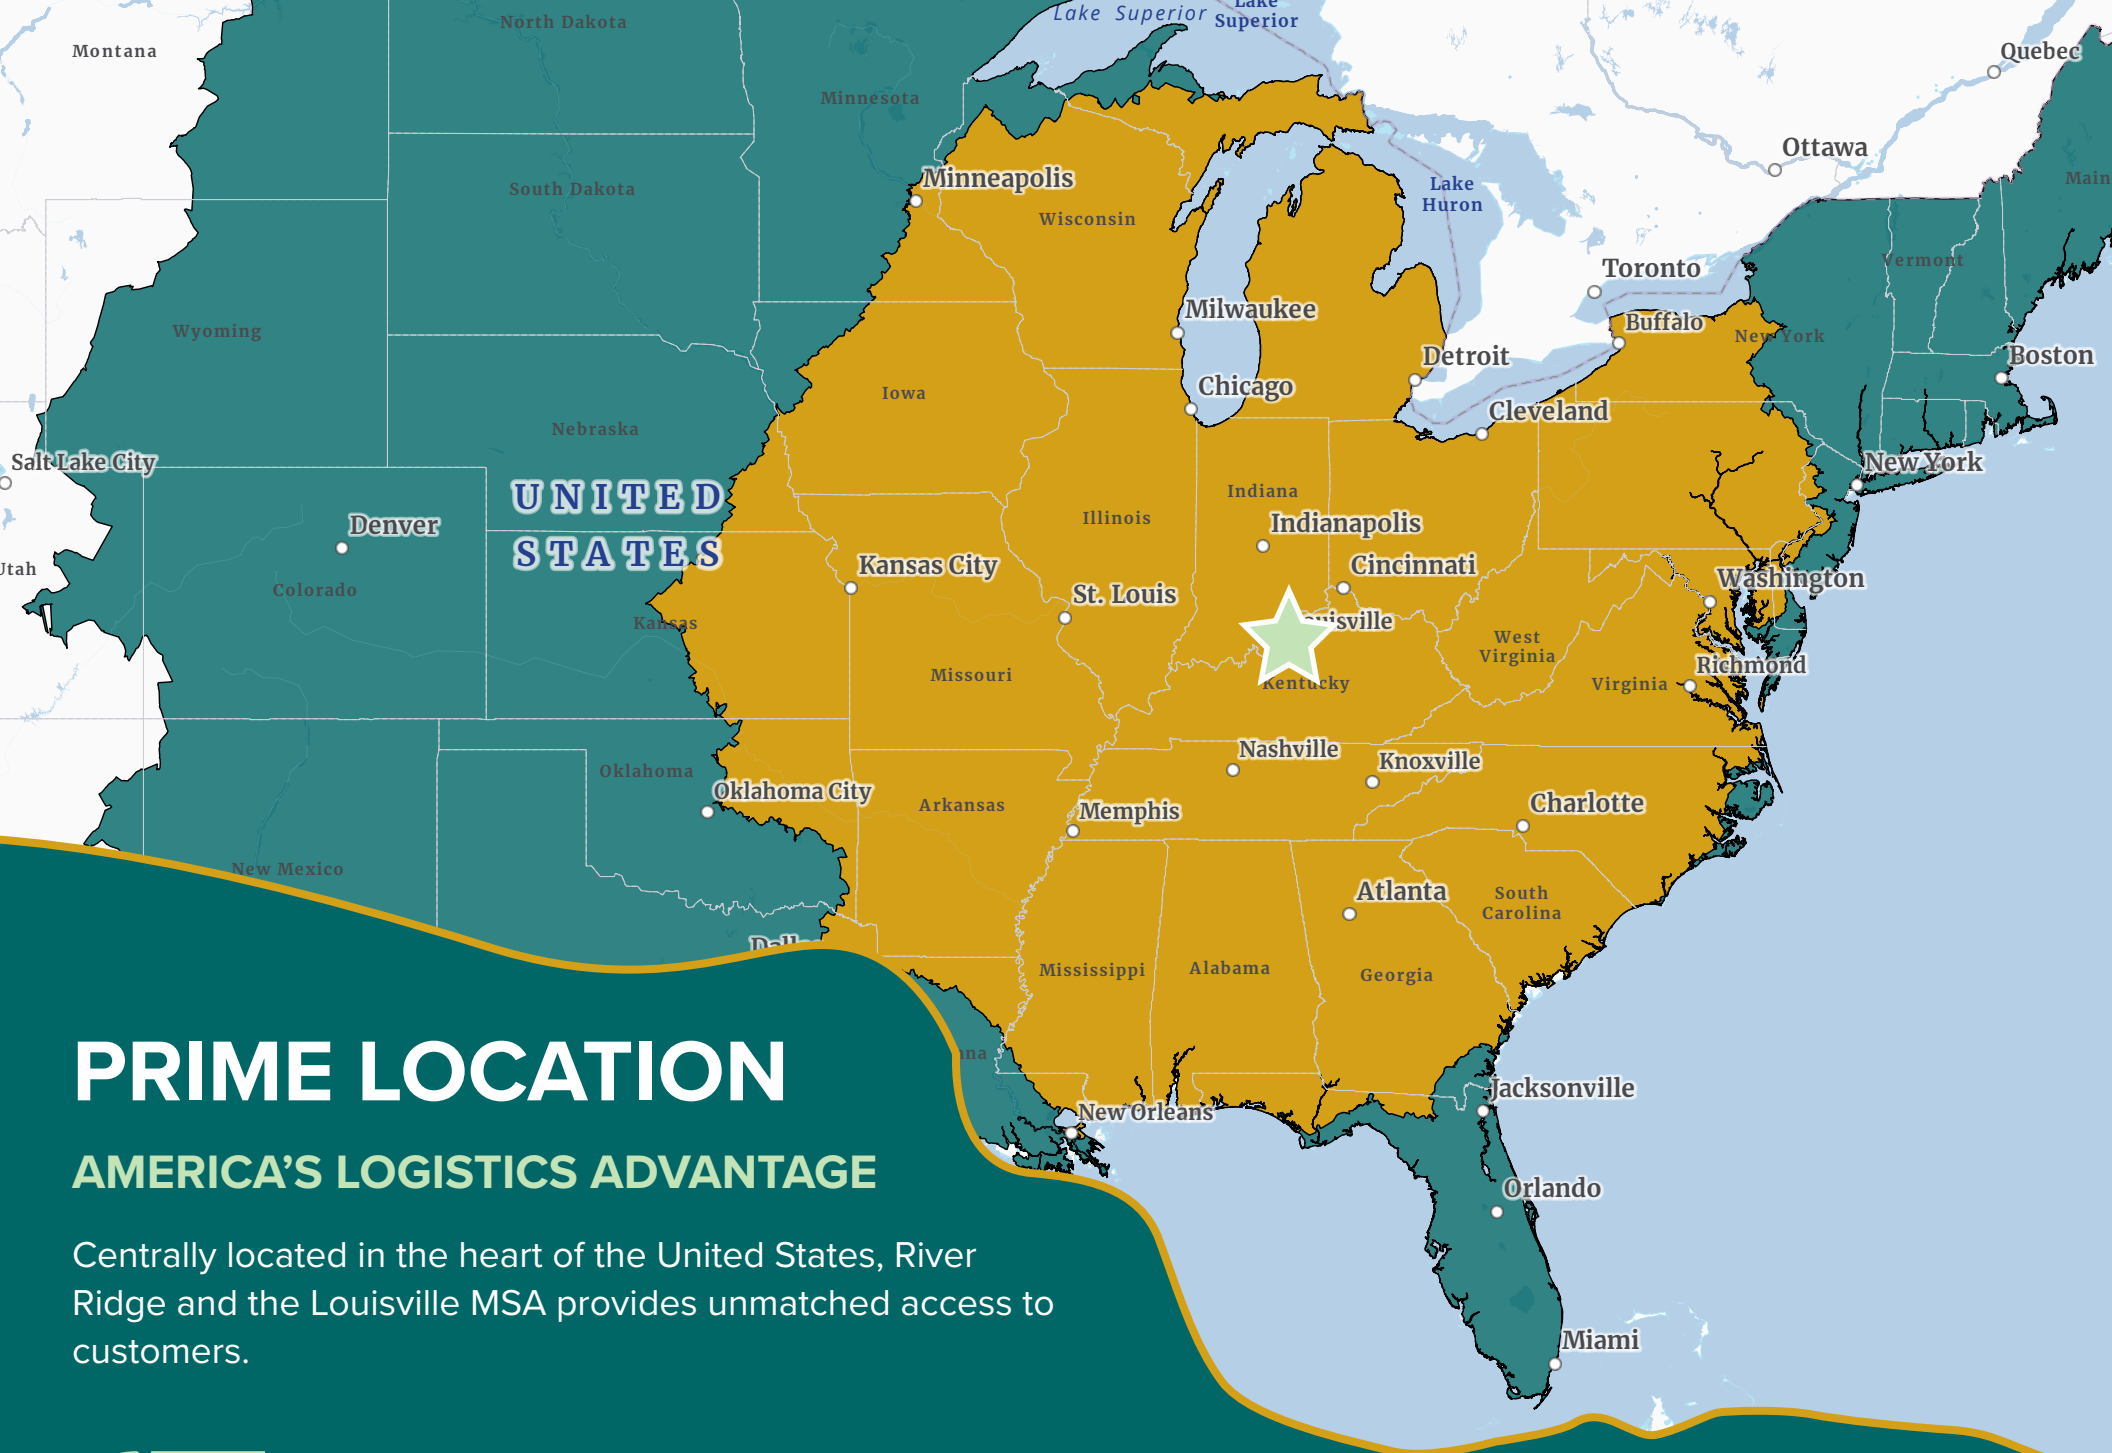 Lake Superior
Lake
Superior
North Dakota
Montana
Quebec
Minnesota
Ottawa
Minneapolis
South Dakota
Lake
Huron
Wisconsin
Vermont
Toronto
Milwaukee
Buffalo
New York
Wyoming
Detroit
Boston
Chicago
Iowa
Cleveland
Nebraska
Salt Lake City
New York
UNITED
STATES
Indiana
Illinois
Denver
Indianapolis
Kansas City
Cincinnati
Utah
Washington
Colorado
St. Louis
Kansas
ouisville
West
Virginia
Missouri
Richmond
Kentucky
Virginia
Nashville
Knoxville
Oklahoma
Oklahoma City
Arkansas
Memphis
Charlotte
New Mexico
Atlanta
South
Carolina
Mississippi
Alabama
Georgia
Jacksonville
New Orleans
Orlando
Miami
PRIME LOCATION
AMERICA’S LOGISTICS ADVANTAGE
Centrally located in the heart of the United States, River
Ridge and the Louisville MSA provides unmatched access to
customers.